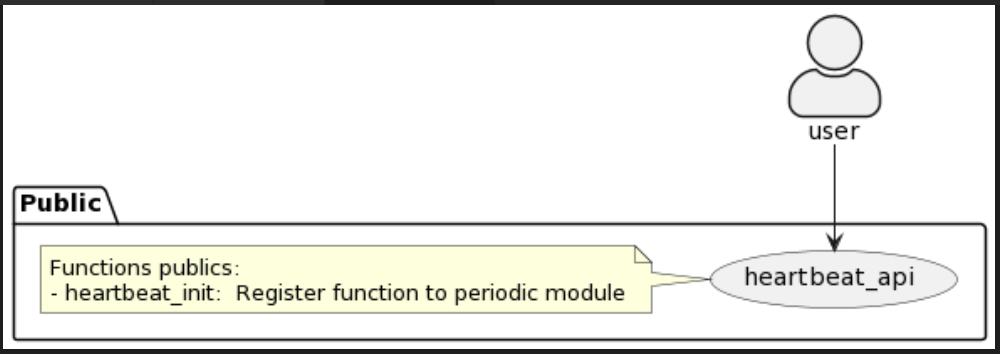 user
Public
Functions publics:
- heartbeat_init:  Register function to periodic module
heartbeat_api